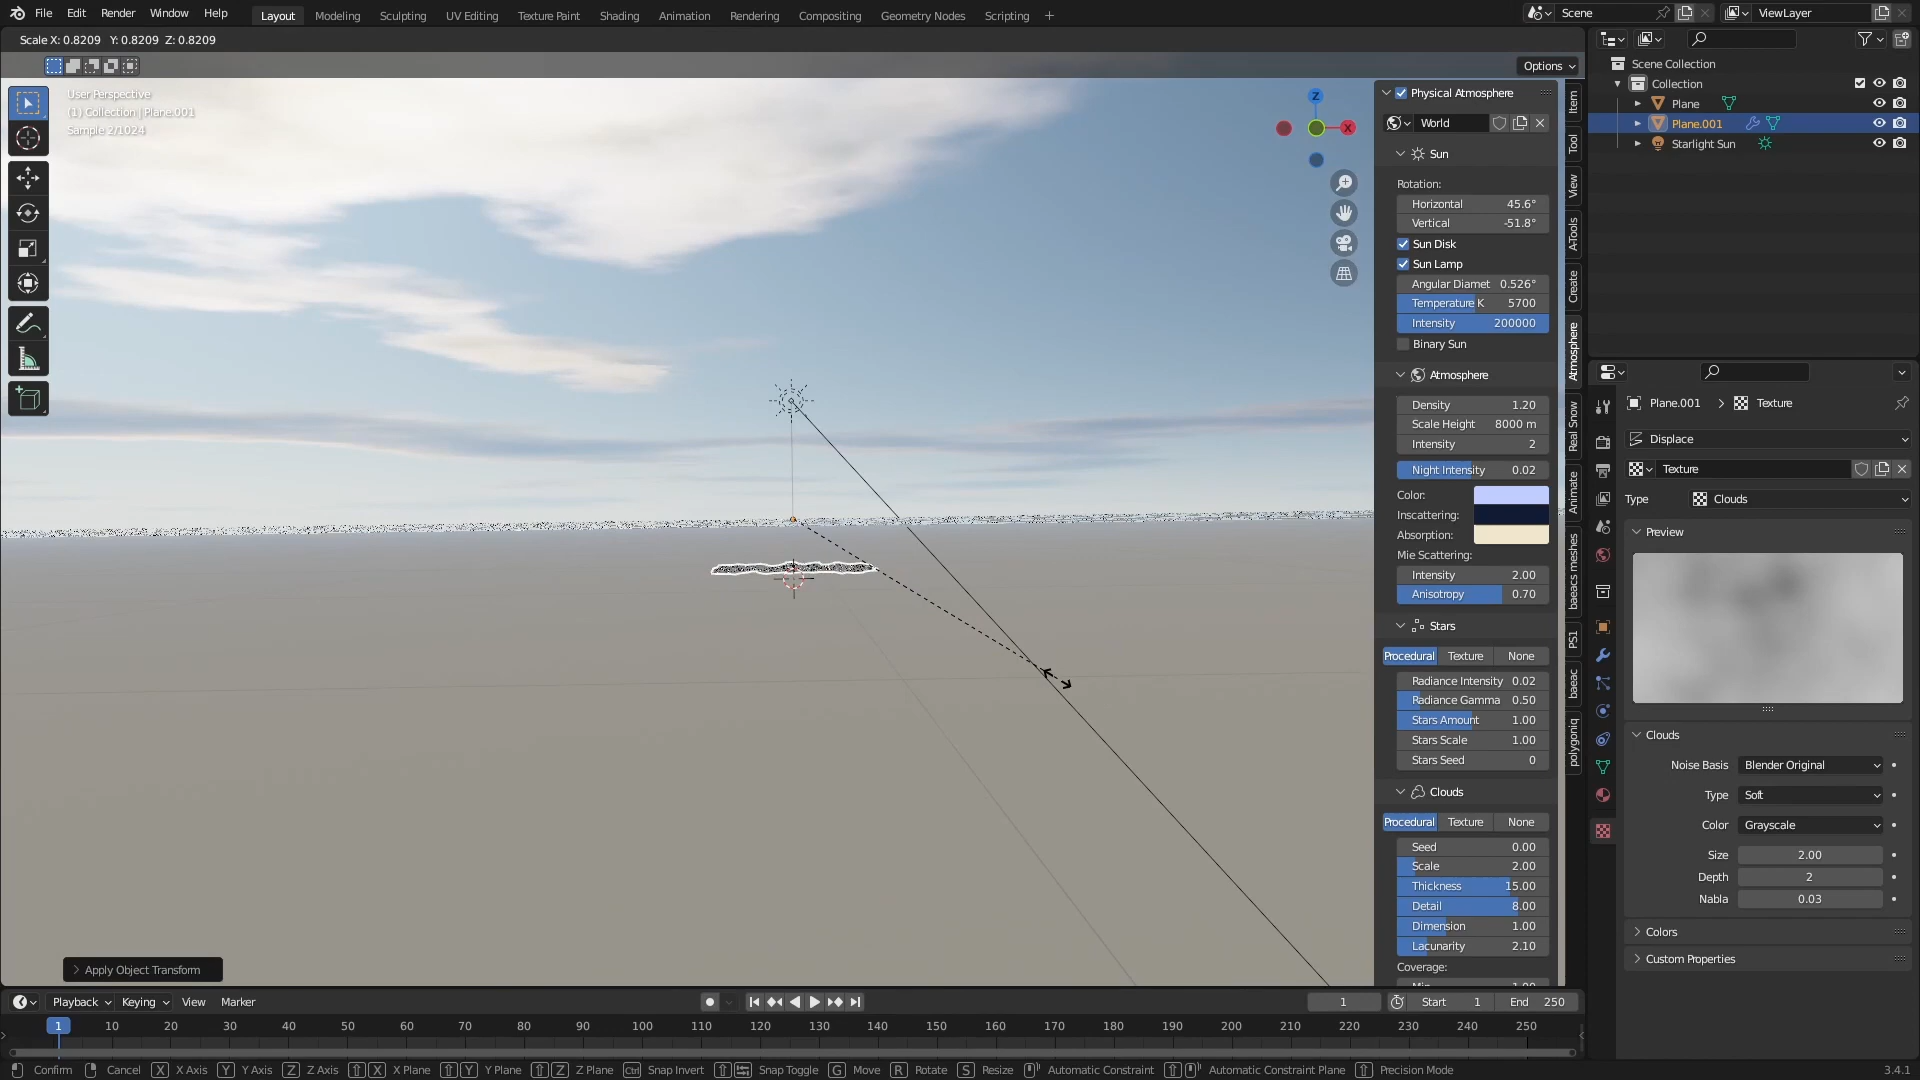 File Edit Render Window Help Layout Modeling Sculpting UV Editing Texture Paint Shading Animation Rendering Compositing Geometry Nodes Scripting Scene ViewLayer
Scale X: 0.8209 Y: 0.8209 Z: 0.8209
Options
User Perspective
(1) Collection | Plane.001
Sample 2/1024
Z
X
Physical Atmosphere
World
Sun
Rotation:
Horizontal 45.6°
Vertical -51.8°
Sun Disk
Sun Lamp
Angular Diamet 0.526°
Temperature K 5700
Intensity 200000
Binary Sun
Atmosphere
Density 1.20
Scale Height 8000 m
Intensity 2
Night Intensity 0.02
Color:
Inscattering:
Absorption:
Mie Scattering:
Intensity 2.00
Anisotropy 0.70
Stars
Procedural Texture None
Radiance Intensity 0.02
Radiance Gamma 0.50
Stars Amount 1.00
Stars Scale 1.00
Stars Seed 0
Clouds
Procedural Texture None
Seed 0.00
Scale 2.00
Thickness 15.00
Detail 8.00
Dimension 1.00
Lacunarity 2.10
Coverage:
Item
Tool
View
A-Tools
Create
Atmosphere
Real Snow
Animate
baeacs meshes
PS1
baeac
polygoniq
Scene Collection
Collection
Plane
Plane.001
Starlight Sun
Plane.001 Texture
Displace
Texture
Type Clouds
Preview
Clouds
Noise Basis Blender Original
Type Soft
Color Grayscale
Size 2.00
Depth 2
Nabla 0.03
Colors
Custom Properties
Apply Object Transform
Playback Keying View Marker 1 Start 1 End 250
1 10 20 30 40 50 60 70 80 90 100 110 120 130 140 150 160 170 180 190 200 210 220 230 240 250
Confirm Cancel X X Axis Y Y Axis Z Z Axis X X Plane Y Y Plane Z Z Plane Ctrl Snap Invert Snap Toggle G Move R Rotate S Resize Automatic Constraint Automatic Constraint Plane Precision Mode 3.4.1